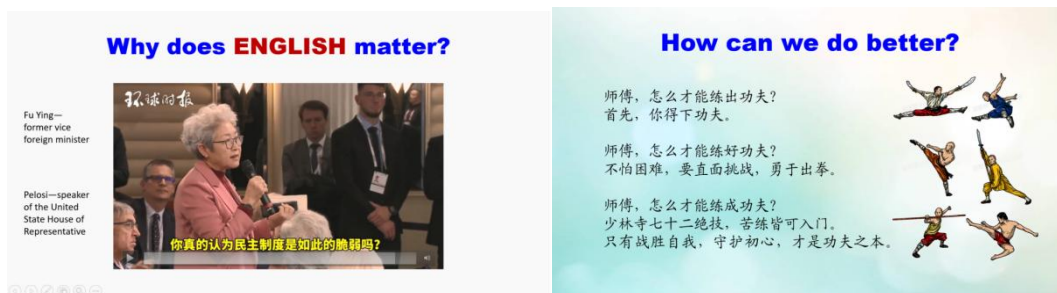 Why does ENGLISH matter?
Fu Ying—
former vice
foreign minister
Pelosi—speaker
of the United
State House of
Representative
环球时报
你真的认为民主制度是如此的脆弱吗?
How can we do better?
师傅，怎么才能练出功夫?
首先，你得下功夫。
师傅，怎么才能练好功夫?
不怕困难，要直面挑战，勇于出拳。
师傅，怎么才能练成功夫?
少林寺七十二绝技，苦练皆可入门。
只有战胜自我，守护初心，才是功夫之本。